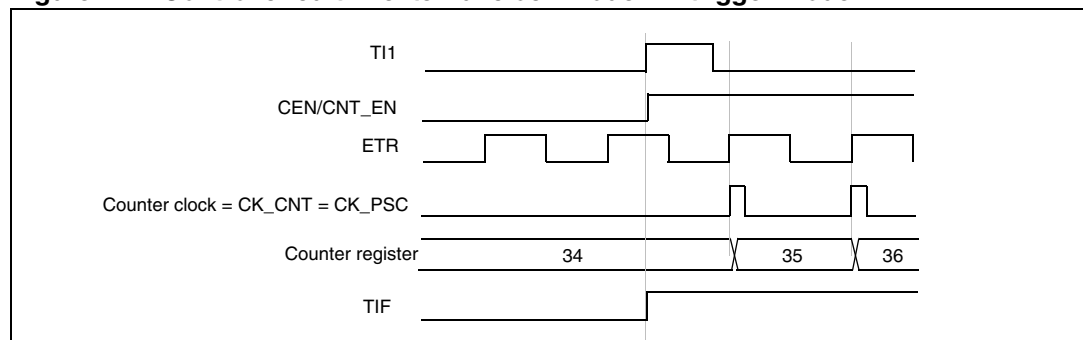 TI1
CEN/CNT_EN
ETR
Counter clock = CK_CNT = CK_PSC
Counter register
34
35
36
TIF